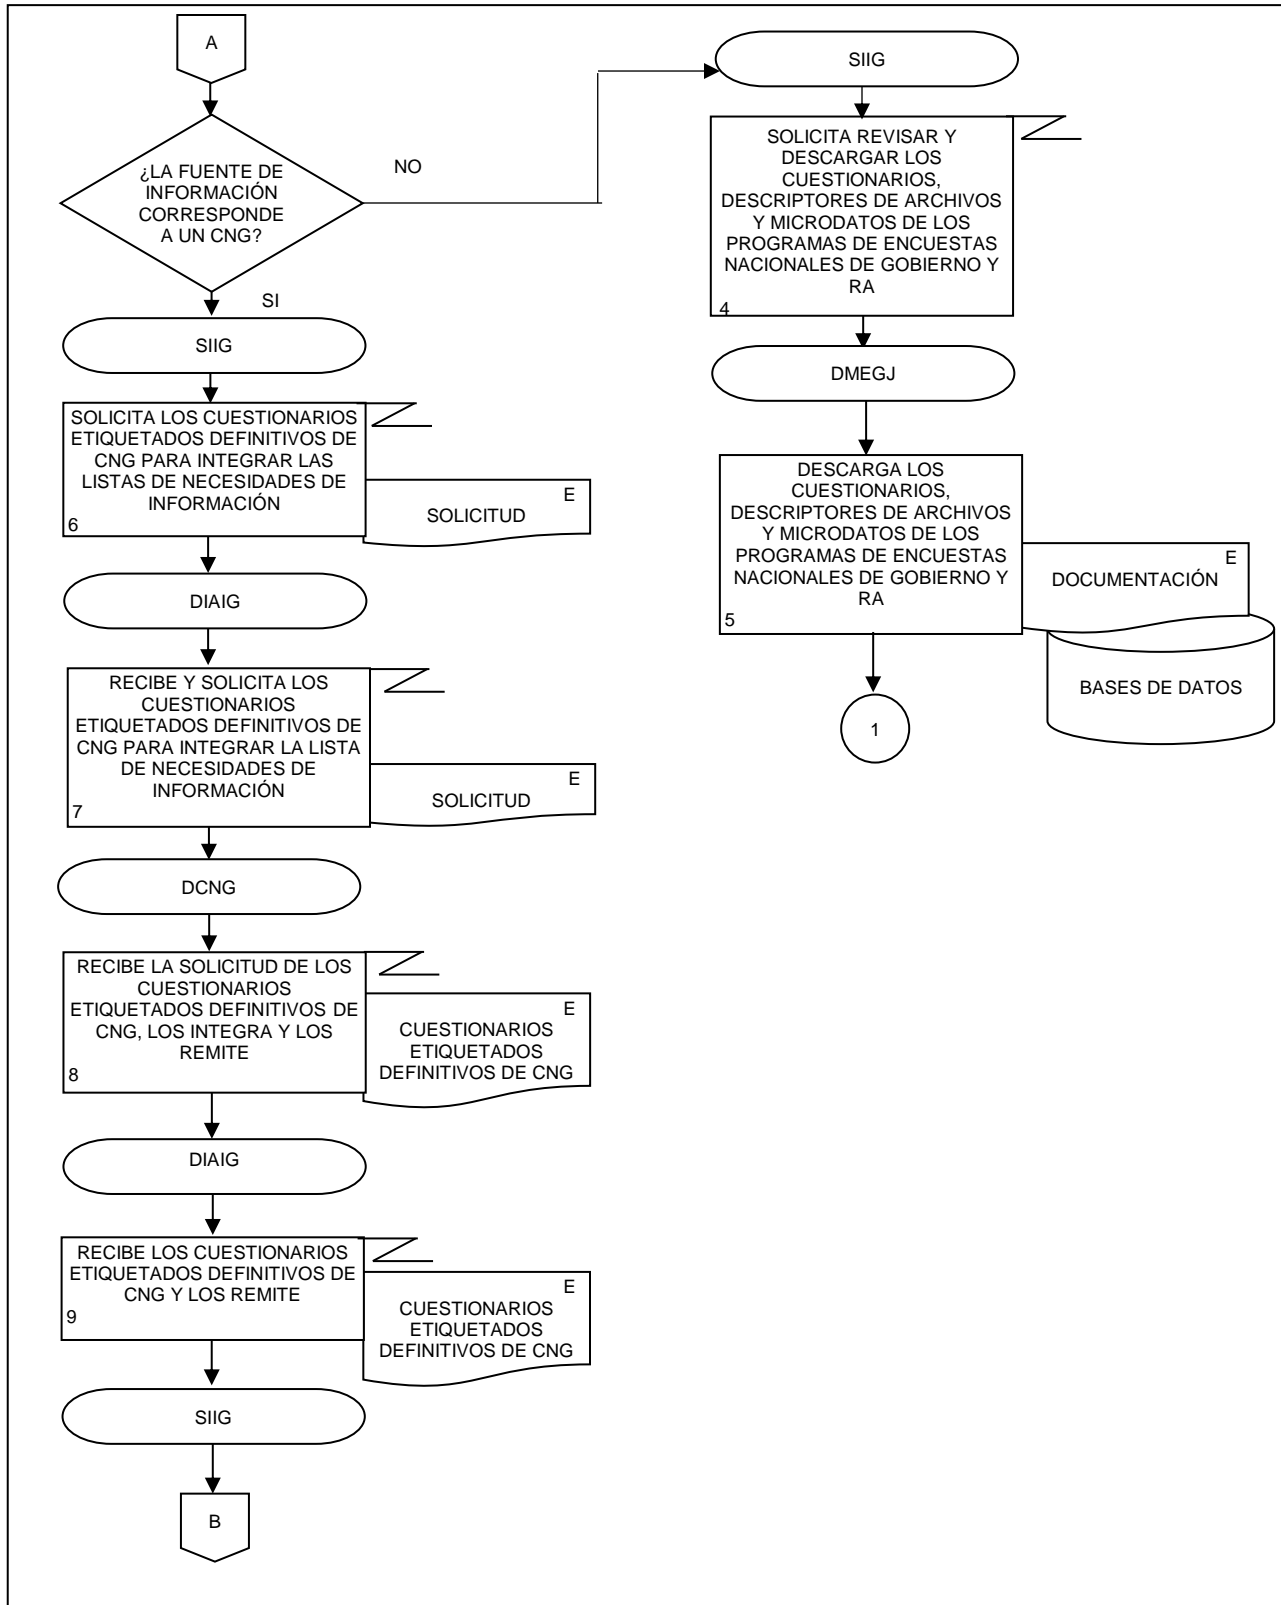 A
¿LA FUENTE DE
INFORMACIÓN
CORRESPONDE
A UN CNG?
NO
SI
SIIG
SOLICITA LOS CUESTIONARIOS
ETIQUETADOS DEFINITIVOS DE
CNG PARA INTEGRAR LAS
LISTAS DE NECESIDADES DE
INFORMACIÓN
6
E
SOLICITUD
DIAIG
RECIBE Y SOLICITA LOS
CUESTIONARIOS
ETIQUETADOS DEFINITIVOS DE
CNG PARA INTEGRAR LA LISTA
DE NECESIDADES DE
INFORMACIÓN
7
E
SOLICITUD
DCNG
RECIBE LA SOLICITUD DE LOS
CUESTIONARIOS
ETIQUETADOS DEFINITIVOS DE
CNG, LOS INTEGRA Y LOS
REMITE
8
E
CUESTIONARIOS
ETIQUETADOS
DEFINITIVOS DE CNG
DIAIG
RECIBE LOS CUESTIONARIOS
ETIQUETADOS DEFINITIVOS DE
CNG Y LOS REMITE
9
E
CUESTIONARIOS
ETIQUETADOS
DEFINITIVOS DE CNG
SIIG
B
SIIG
SOLICITA REVISAR Y
DESCARGAR LOS
CUESTIONARIOS,
DESCRIPTORES DE ARCHIVOS
Y MICRODATOS DE LOS
PROGRAMAS DE ENCUESTAS
NACIONALES DE GOBIERNO Y
RA
4
DMEGJ
DESCARGA LOS
CUESTIONARIOS,
DESCRIPTORES DE ARCHIVOS
Y MICRODATOS DE LOS
PROGRAMAS DE ENCUESTAS
NACIONALES DE GOBIERNO Y
RA
5
E
DOCUMENTACIÓN
BASES DE DATOS
1